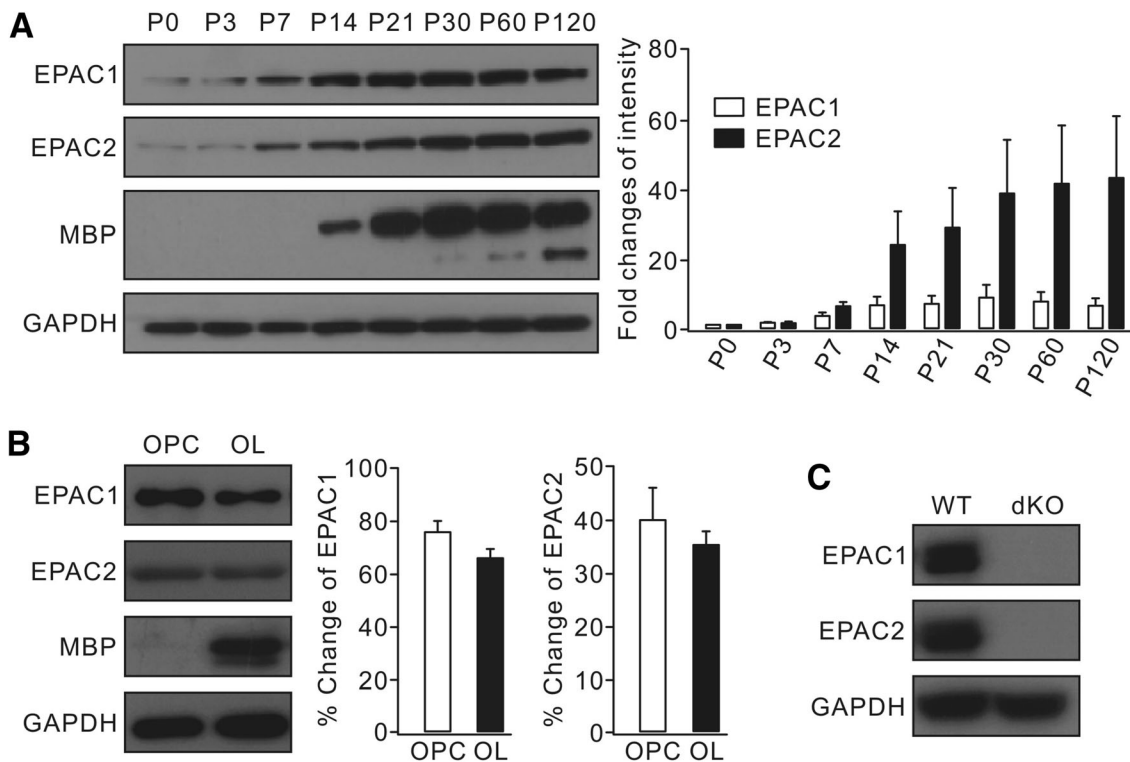 A
P0 P3 P7 P14 P21 P30 P60 P120
EPAC1
EPAC2
MBP
GAPDH
Fold changes of intensity
80
60
40
20
0
EPAC1
EPAC2
P0 P3 P7 P14 P21 P30 P60 P120
B
OPC OL
EPAC1
EPAC2
MBP
GAPDH
% Change of EPAC1
100
80
60
40
20
0
OPC OL
% Change of EPAC2
50
40
30
20
10
0
OPC OL
C
WT dKO
EPAC1
EPAC2
GAPDH